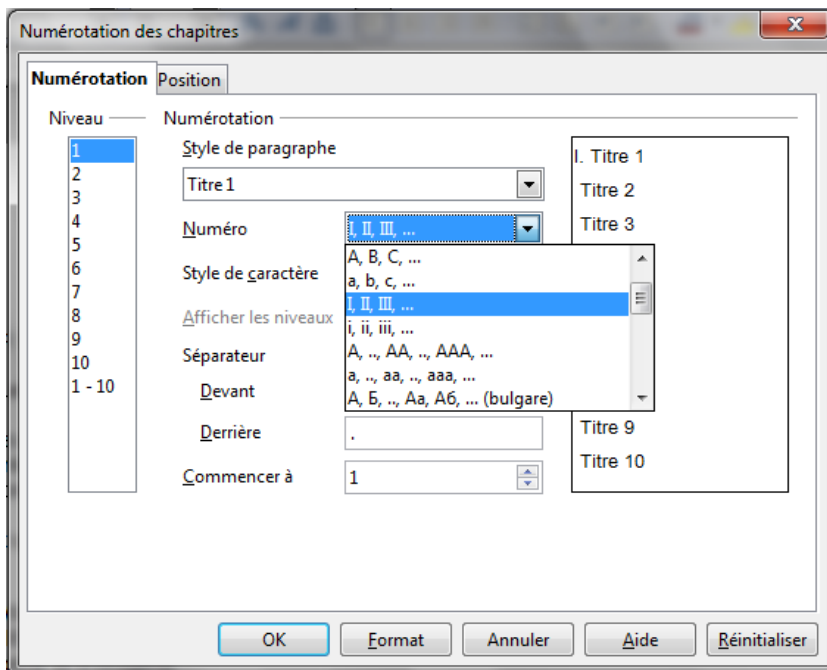 Numérotation des chapitres
Numérotation Position
Niveau
1
2
3
4
5
6
7
8
9
10
1 - 10
Numérotation
Style de paragraphe
Titre 1
Numéro
I, II, III, ...
A, B, C, ...
a, b, c, ...
I, II, III, ...
i, ii, iii, ...
A, .., AA, .., AAA, ...
a, .., aa, .., aaa, ...
А, Б, .., Аа, Аб, ... (bulgare)
Style de caractère
Afficher les niveaux
Séparateur
Devant
Derrière
.
Commencer à
1
I. Titre 1
Titre 2
Titre 3
Titre 9
Titre 10
OK Format Annuler Aide Réinitialiser